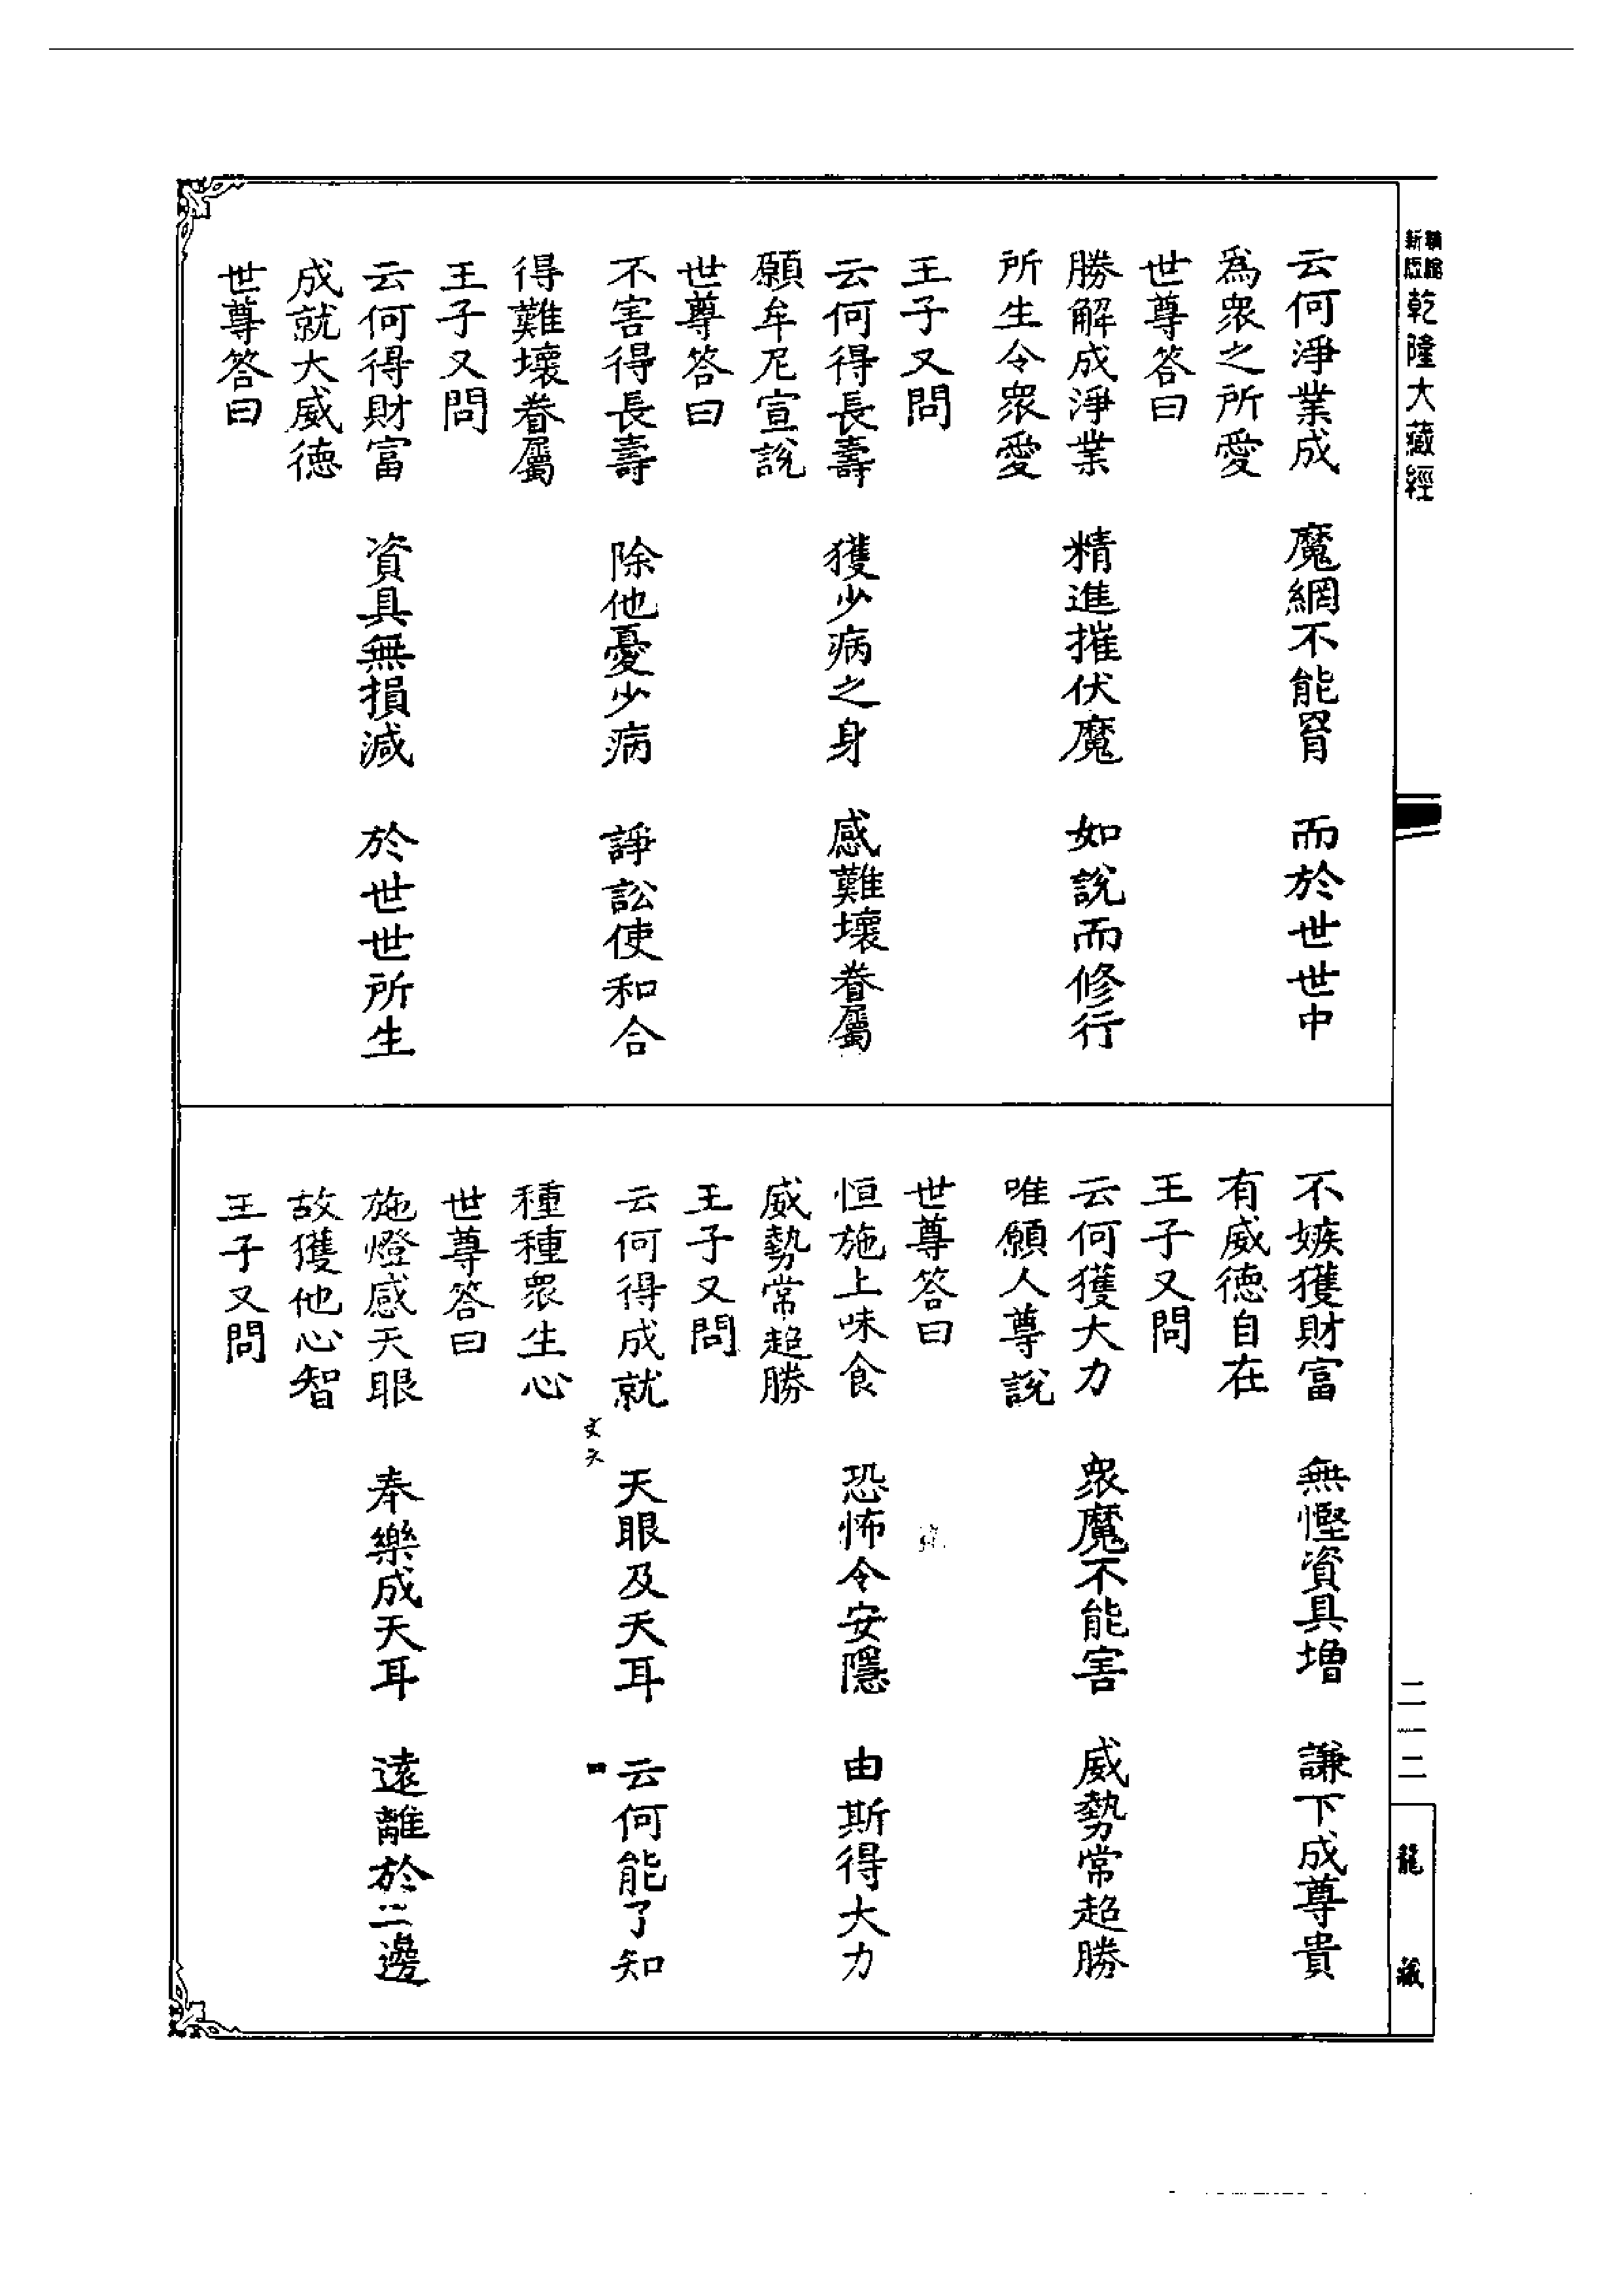 新版
乾隆大藏經
云何淨業成　魔網不能罥　而於世世中
爲衆之所愛
世尊答曰
勝解成淨業　精進摧伏魔　如說而修行
所生令衆愛
王子又問
云何得長壽　獲少病之身　感難壞眷屬
願牟尼宣說
世尊答曰
不害得長壽　除他憂少病　諍訟使和合
得難壞眷屬
王子又問
云何得財富　資具無損減　於世世所生
成就大威德
世尊答曰
不嫉獲財富　無慳資具增　謙下成尊貴
有威德自在
王子又問
云何獲大力　衆魔不能害　威勢常超勝
唯願人尊說
世尊答曰
恒施上味食　恐怖令安隱　由斯得大力
威勢常超勝
王子又問
云何得成就　天眼及天耳　云何能了知
種種衆生心
世尊答曰
施燈感天眼　奉樂成天耳　遠離於二邊
故獲他心智
王子又問
二一二
龍藏